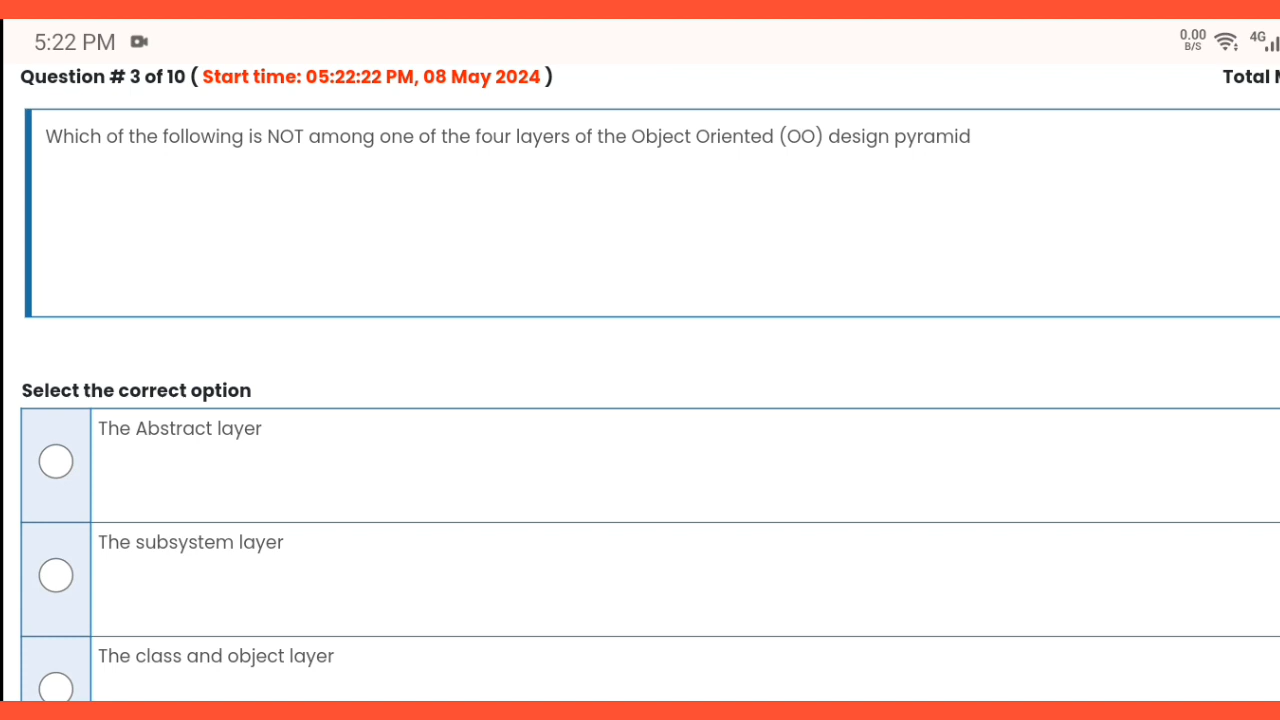 5:22 PM
0.00 B/S 4G
Question # 3 of 10 ( Start time: 05:22:22 PM, 08 May 2024 ) Total
Which of the following is NOT among one of the four layers of the Object Oriented (OO) design pyramid
Select the correct option
The Abstract layer
The subsystem layer
The class and object layer